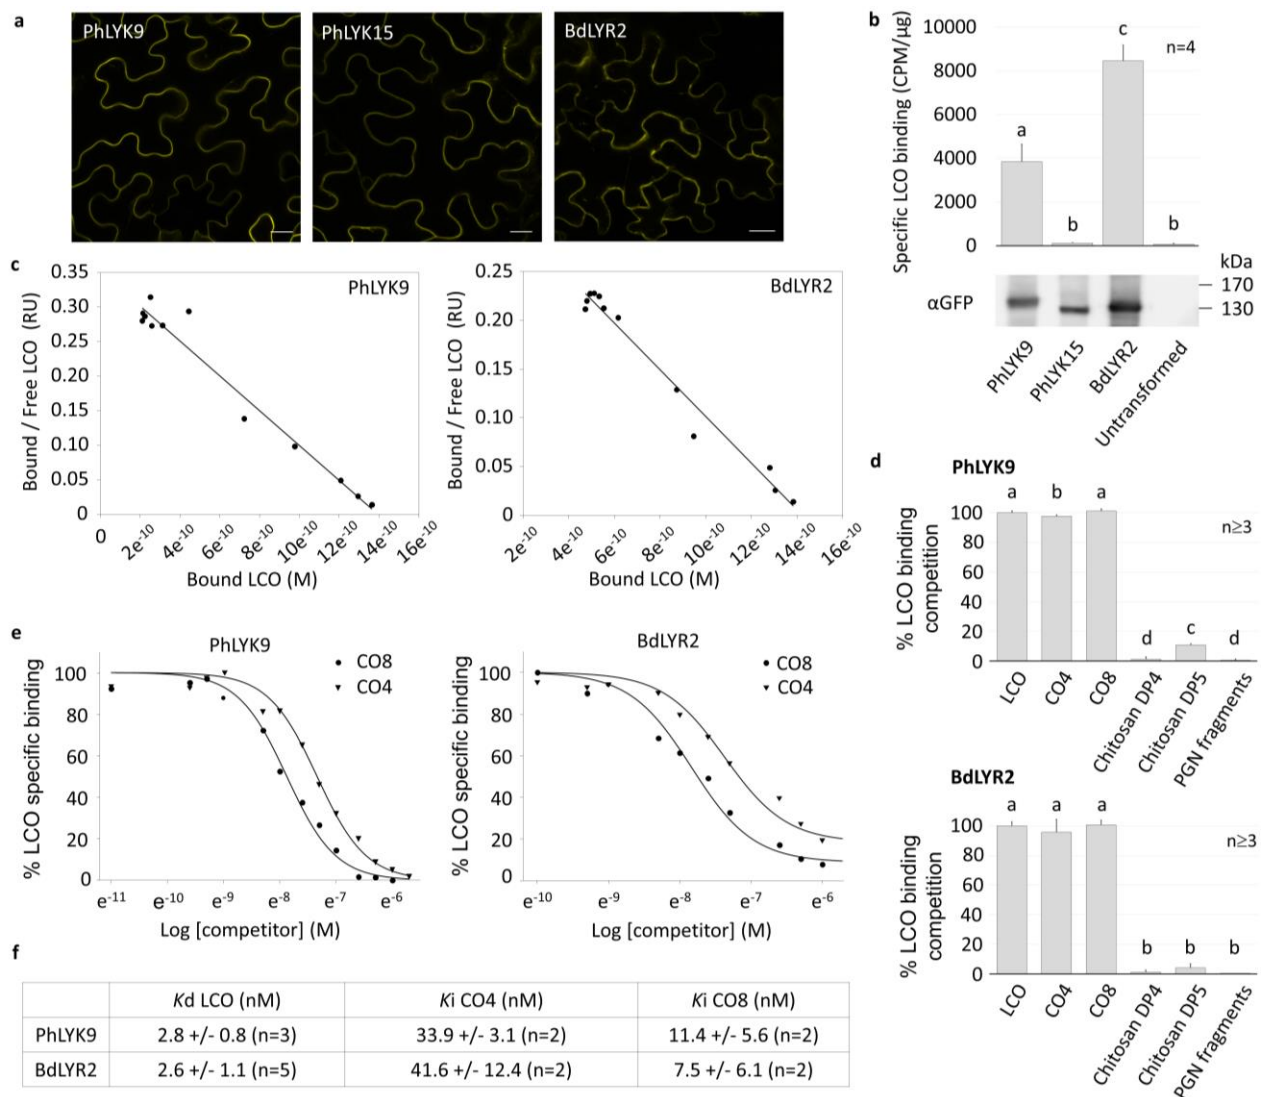 a
PhLYK9
PhLYK15
BdLYR2
b
Specific LCO binding (CPM/µg)
10000
8000
6000
4000
2000
0
a
b
c
b
n=4
kDa
170
130
αGFP
PhLYK9
PhLYK15
BdLYR2
Untransformed
c
PhLYK9
Bound / Free LCO (RU)
0.35
0.30
0.25
0.20
0.15
0.10
0.05
0
0
2e-10
4e-10
6e-10
8e-10
10e-10
12e-10
14e-10
16e-10
Bound LCO (M)
BdLYR2
Bound / Free LCO (RU)
0.25
0.20
0.15
0.10
0.05
0
2e-10
4e-10
6e-10
8e-10
10e-10
12e-10
14e-10
16e-10
Bound LCO (M)
d
PhLYK9
% LCO binding
competition
100
80
60
40
20
0
a
b
a
d
c
d
n≥3
LCO
CO4
CO8
Chitosan DP4
Chitosan DP5
PGN fragments
BdLYR2
% LCO binding
competition
100
80
60
40
20
0
a
a
a
b
b
b
n≥3
LCO
CO4
CO8
Chitosan DP4
Chitosan DP5
PGN fragments
e
PhLYK9
CO8
CO4
% LCO specific binding
100
80
60
40
20
0
e-11
e-10
e-9
e-8
e-7
e-6
Log [competitor] (M)
BdLYR2
CO8
CO4
% LCO specific binding
100
80
60
40
20
0
e-10
e-9
e-8
e-7
e-6
Log [competitor] (M)
f
Kd LCO (nM) Ki CO4 (nM) Ki CO8 (nM)
PhLYK9 2.8 +/- 0.8 (n=3) 33.9 +/- 3.1 (n=2) 11.4 +/- 5.6 (n=2)
BdLYR2 2.6 +/- 1.1 (n=5) 41.6 +/- 12.4 (n=2) 7.5 +/- 6.1 (n=2)